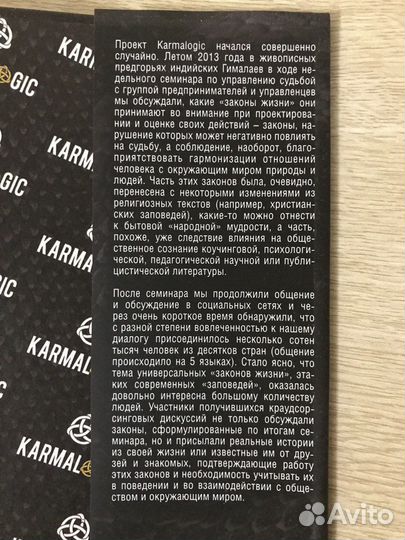 KARMALOGIC
GIC
KARM
KARMALOGIC
KARMAL
KARMAL
Проект Karmalogic начался совершенно
случайно. Летом 2013 года в живописных
предгорьях индийских Гималаев в ходе не-
дельного семинара по управлению судьбой
с группой предпринимателей и управленцев
мы обсуждали, какие «законы жизни» они
принимают во внимание при проектирова-
нии и оценке своих действий – законы, на-
рушение которых может негативно повлиять
на судьбу, а соблюдение, наоборот, благо-
приятствовать гармонизации отношений
человека с окружающим миром природы и
людей. Часть этих законов была, очевидно,
перенесена с некоторыми изменениями из
религиозных текстов (например, христиан-
ских заповедей), какие-то можно отнести
к бытовой «народной» мудрости, а часть,
похоже, уже следствие влияния на обще-
ственное сознание коучинговой, психологи-
ческой, педагогической научной или публи-
цистической литературы.
После семинара мы продолжили общение
и обсуждение в социальных сетях и че-
рез очень короткое время обнаружили, что
с разной степени вовлеченностью к нашему
диалогу присоединилось несколько сотен
тысяч человек из десятков стран (общение
происходило на 5 языках). Стало ясно, что
тема универсальных «законов жизни», эта-
ких современных «заповедей», оказалась
довольно интересна большому количеству
людей. Участники получившихся краудсор-
синговых дискуссий не только обсуждали
законы, сформулированные по итогам се-
минара, но и присылали реальные истории
из своей жизни или известные им от дру-
зей и знакомых, подтверждающие работу
этих законов и необходимость учитывать их
в поведении и во взаимодействии с обще-
ством и окружающим миром.
Avito